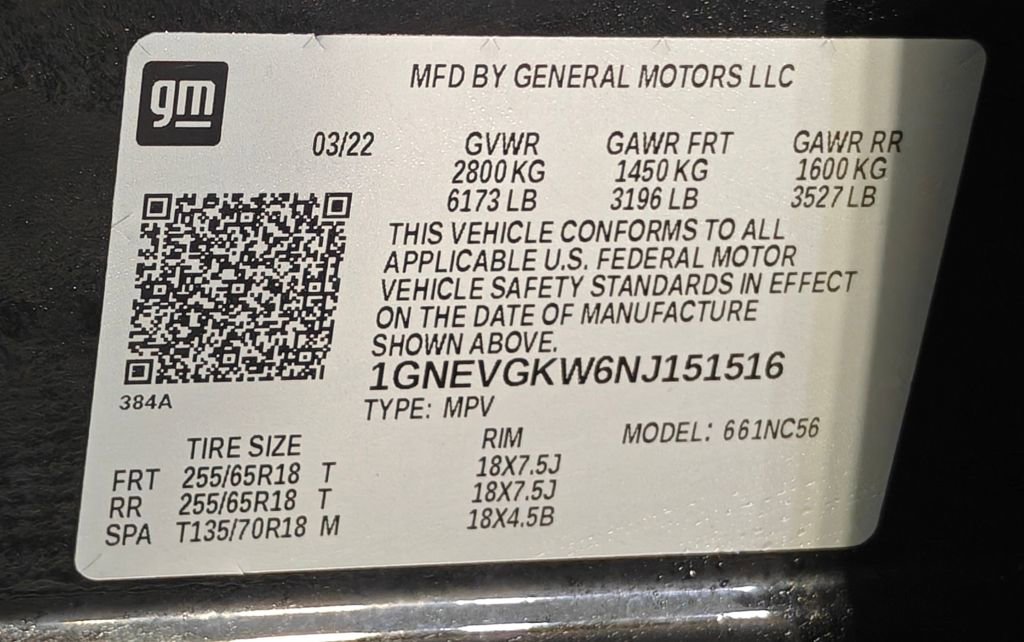 gm
MFD BY GENERAL MOTORS LLC
03/22 GVWR GAWR FRT GAWR RR
2800 KG 1450 KG 1600 KG
6173 LB 3196 LB 3527 LB
THIS VEHICLE CONFORMS TO ALL
APPLICABLE U.S. FEDERAL MOTOR
VEHICLE SAFETY STANDARDS IN EFFECT
ON THE DATE OF MANUFACTURE
SHOWN ABOVE.
1GNEVGKW6NJ151516
384A
TYPE: MPV
MODEL: 661NC56
TIRE SIZE RIM
FRT 255/65R18 T 18X7.5J
RR 255/65R18 T 18X7.5J
SPA T135/70R18 M 18X4.5B